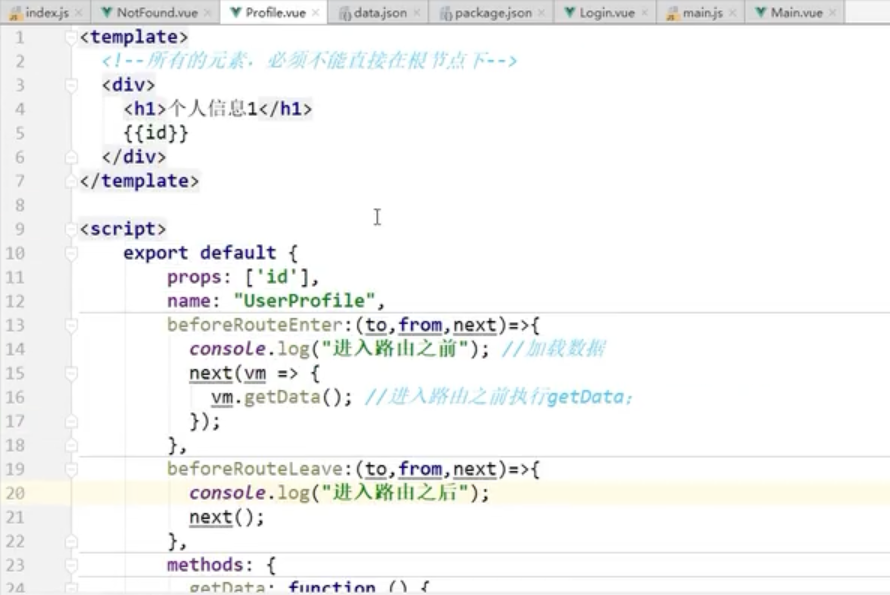 index.js × NotFound.vue × Profile.vue × data.json × package.json × Login.vue × main.js × Main.vue ×
1 <template>
2 <!--所有的元素，必须不能直接在根节点下-->
3 <div>
4 <h1>个人信息1</h1>
5 {{id}}
6 </div>
7 </template>
8
9 <script>
10 export default {
11 props: ['id'],
12 name: "UserProfile",
13 beforeRouteEnter:(to,from,next)=>{
14 console.log("进入路由之前"); //加载数据
15 next(vm => {
16 vm.getData(); //进入路由之前执行getData；
17 });
18 },
19 beforeRouteLeave:(to,from,next)=>{
20 console.log("进入路由之后");
21 next();
22 },
23 methods: {
24 getData: function () {